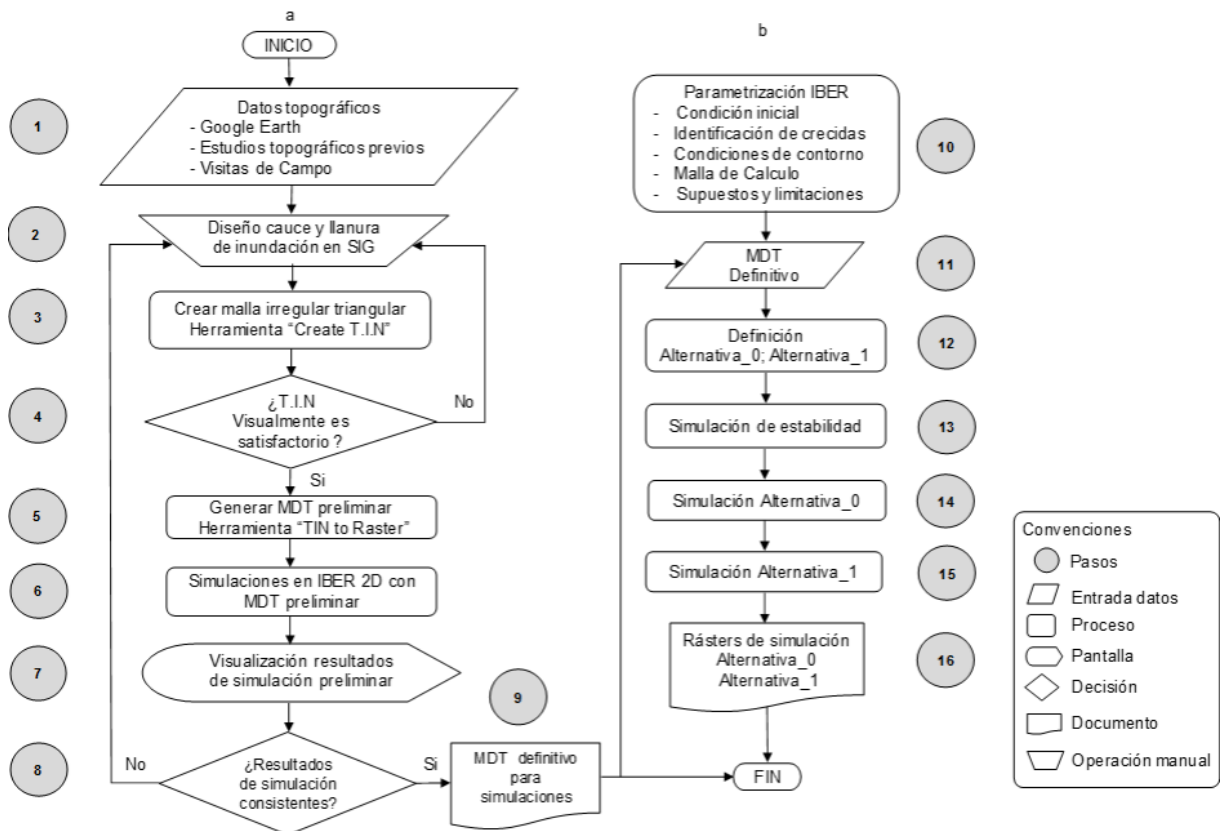 a
INICIO
1
Datos topográficos
- Google Earth
- Estudios topográficos previos
- Visitas de Campo
2
Diseño cauce y llanura
de inundación en SIG
3
Crear malla irregular triangular
Herramienta “Create T.I.N”
4
¿T.I.N
Visualmente es
satisfactorio ?
No
Si
5
Generar MDT preliminar
Herramienta “TIN to Raster”
6
Simulaciones en IBER 2D con
MDT preliminar
7
Visualización resultados
de simulación preliminar
8
No
¿Resultados
de simulación
consistentes?
Si
9
MDT definitivo
para
simulaciones
b
Parametrización IBER
- Condición inicial
- Identificación de crecidas
- Condiciones de contorno
- Malla de Calculo
- Supuestos y limitaciones
10
MDT
Definitivo
11
Definición
Alternativa_0; Alternativa_1
12
Simulación de estabilidad
13
Simulación Alternativa_0
14
Simulación Alternativa_1
15
Rásters de simulación
Alternativa_0
Alternativa_1
16
FIN
Convenciones
Pasos
Entrada datos
Proceso
Pantalla
Decisión
Documento
Operación manual